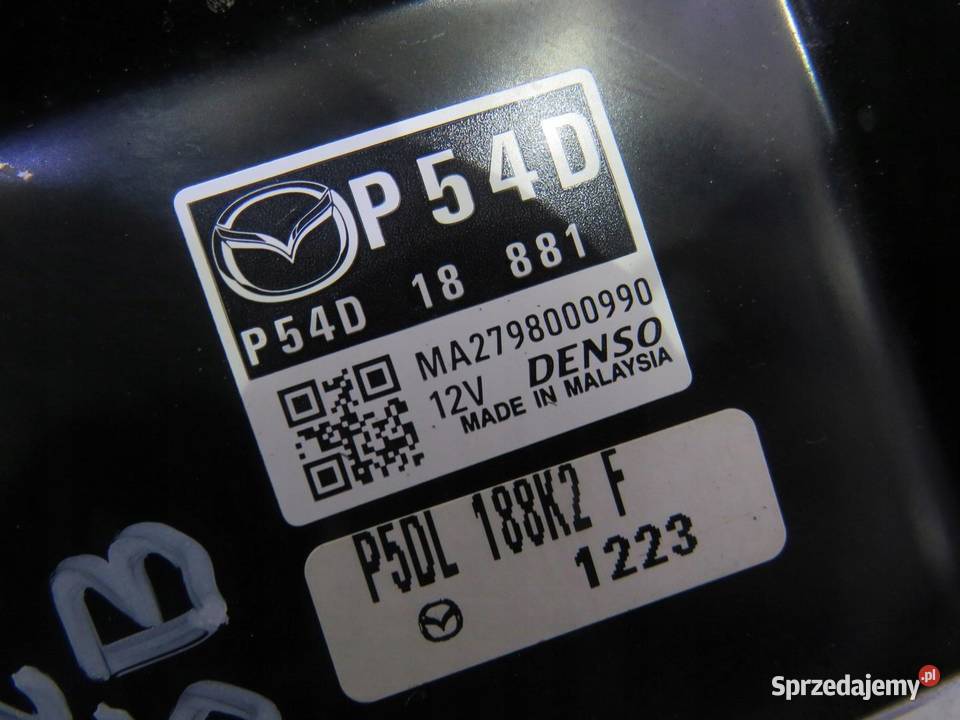 P54D
P54D 18 881
MA2798000990
12V DENSO
MADE IN MALAYSIA
P5DL 188K2 F
1223
B
Sprzedajemy.pl